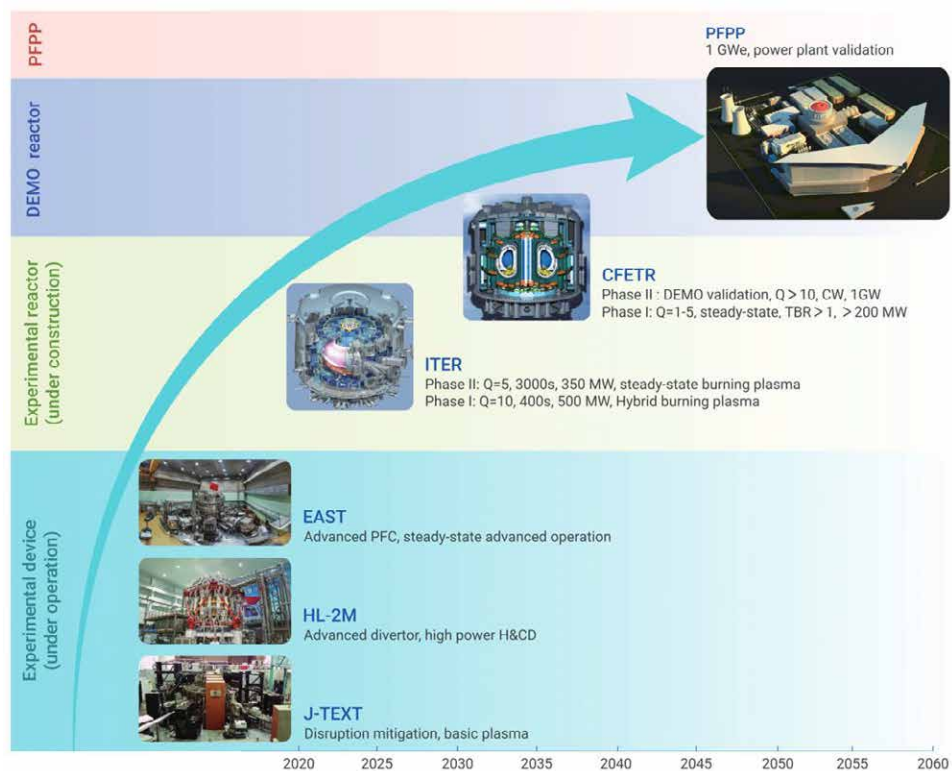 PFPP
PFPP
1 GWe, power plant validation
DEMO reactor
Experimental reactor
(under construction)
CFETR
Phase II : DEMO validation, Q > 10, CW, 1GW
Phase I: Q=1-5, steady-state, TBR > 1, > 200 MW
ITER
Phase II: Q=5, 3000s, 350 MW, steady-state burning plasma
Phase I: Q=10, 400s, 500 MW, Hybrid burning plasma
Experimental device
(under operation)
EAST
Advanced PFC, steady-state advanced operation
HL-2M
Advanced divertor, high power H&CD
J-TEXT
Disruption mitigation, basic plasma
2020 2025 2030 2035 2040 2045 2050 2055 2060